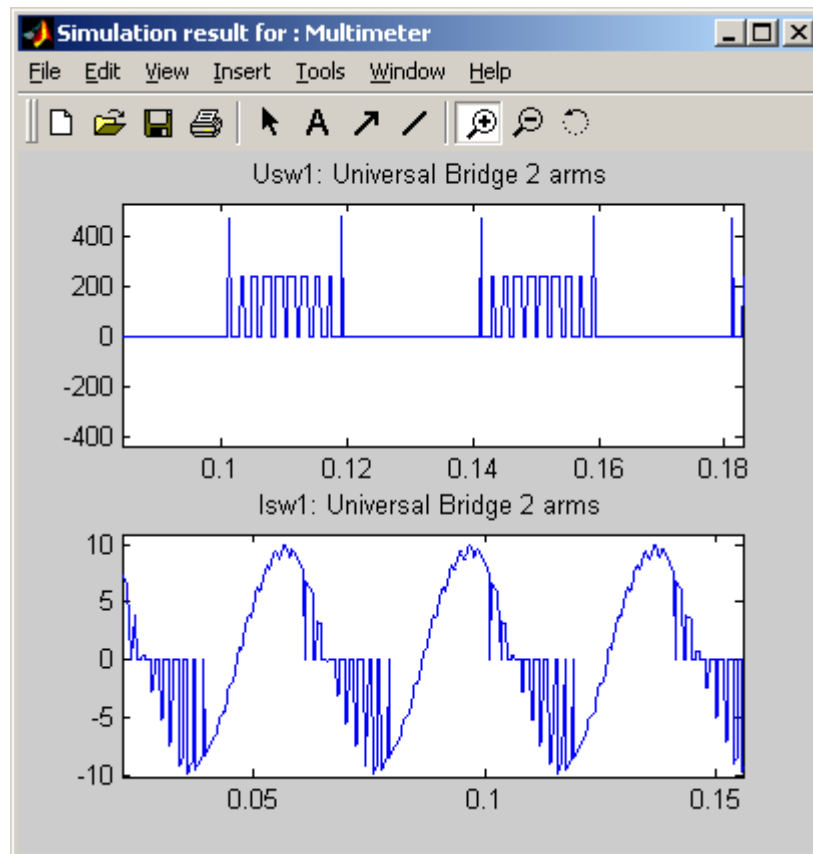 Simulation result for : Multimeter
File Edit View Insert Tools Window Help
A
Usw1: Universal Bridge 2 arms
400
200
0
-200
-400
0.1 0.12 0.14 0.16 0.18
Isw1: Universal Bridge 2 arms
10
5
0
-5
-10
0.05 0.1 0.15